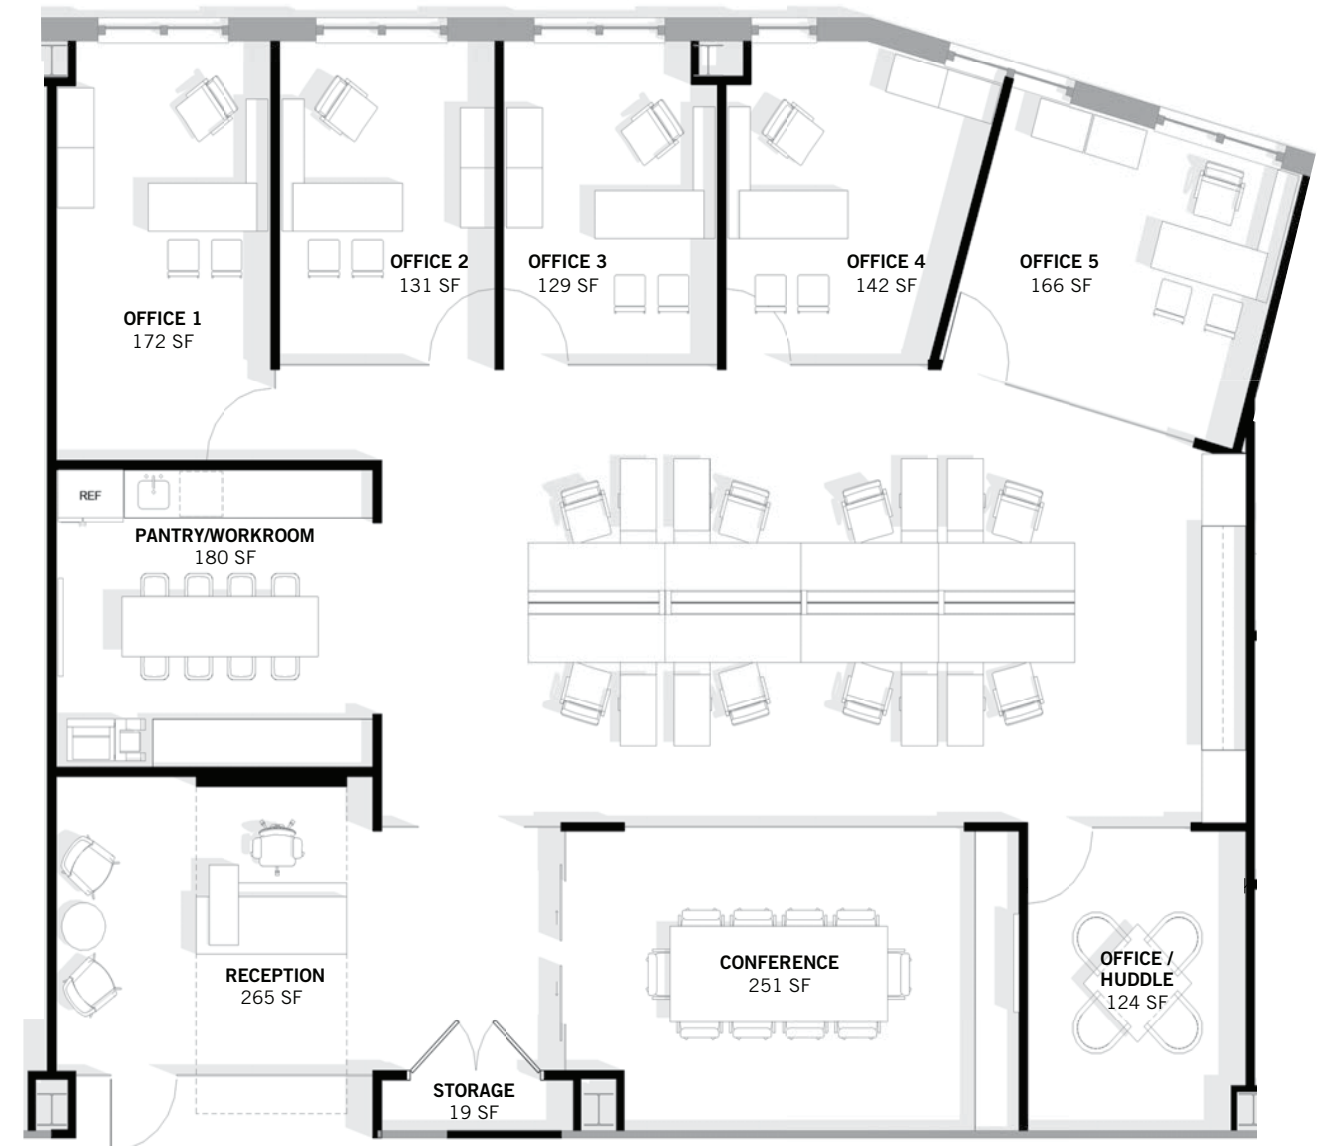 OFFICE 2
131 SF
OFFICE 3
129 SF
OFFICE 4
142 SF
OFFICE 5
166 SF
OFFICE 1
172 SF
REF
PANTRY/WORKROOM
180 SF
RECEPTION
265 SF
CONFERENCE
251 SF
OFFICE /
HUDDLE
124 SF
STORAGE
19 SF